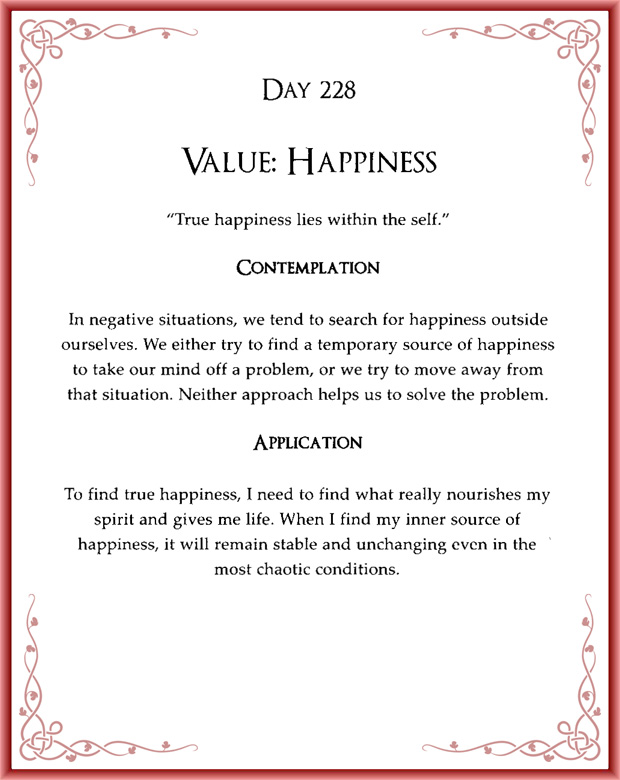 DAY 228
VALUE: HAPPINESS
“True happiness lies within the self.”
CONTEMPLATION
In negative situations, we tend to search for happiness outside
ourselves. We either try to find a temporary source of happiness
to take our mind off a problem, or we try to move away from
that situation. Neither approach helps us to solve the problem.
APPLICATION
To find true happiness, I need to find what really nourishes my
spirit and gives me life. When I find my inner source of
happiness, it will remain stable and unchanging even in the
most chaotic conditions.